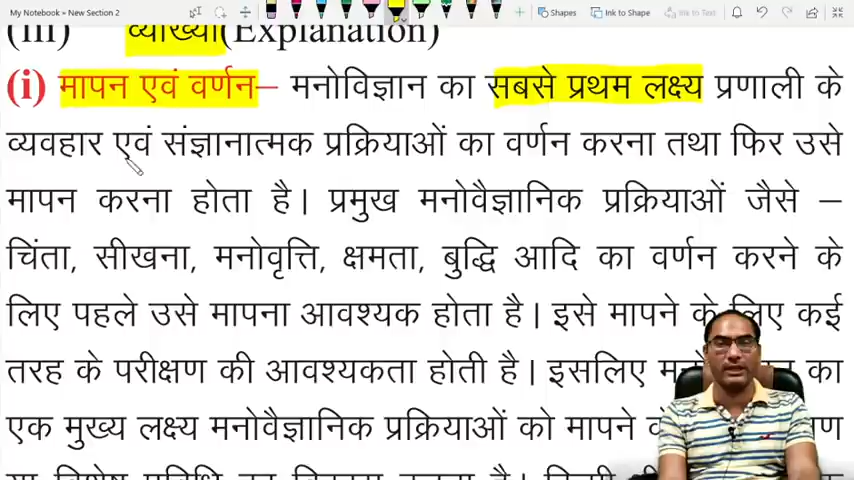 My Notebook » New Section 2
Shapes Ink to Shape Ink to Text
(iii) व्याख्या(Explanation)
(i) मापन एवं वर्णन– मनोविज्ञान का सबसे प्रथम लक्ष्य प्रणाली के
व्यवहार एवं संज्ञानात्मक प्रक्रियाओं का वर्णन करना तथा फिर उसे
मापन करना होता है। प्रमुख मनोवैज्ञानिक प्रक्रियाओं जैसे –
चिंता, सीखना, मनोवृत्ति, क्षमता, बुद्धि आदि का वर्णन करने के
लिए पहले उसे मापना आवश्यक होता है। इसे मापने के लिए कई
तरह के परीक्षण की आवश्यकता होती है। इसलिए का
एक मुख्य लक्ष्य मनोवैज्ञानिक प्रक्रियाओं को मापने